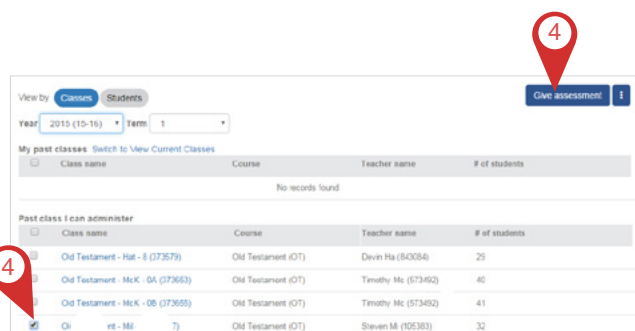 4
View by Classes Students Give assessment
Year 2015 (15-16) Term 1
My past classes Switch to View Current Classes
Class name Course Teacher name # of students
No records found
Past class I can administer
Class name Course Teacher name # of students
Old Testament - Hat - 8 (373579) Old Testament (OT) Devin Ha (843084) 29
4
Old Testament - McK - 0A (373663) Old Testament (OT) Timothy Mc (573492) 40
Old Testament - McK - 0B (373655) Old Testament (OT) Timothy Mc (573492) 41
Old Testament (OT) Steven Mi (105383) 32